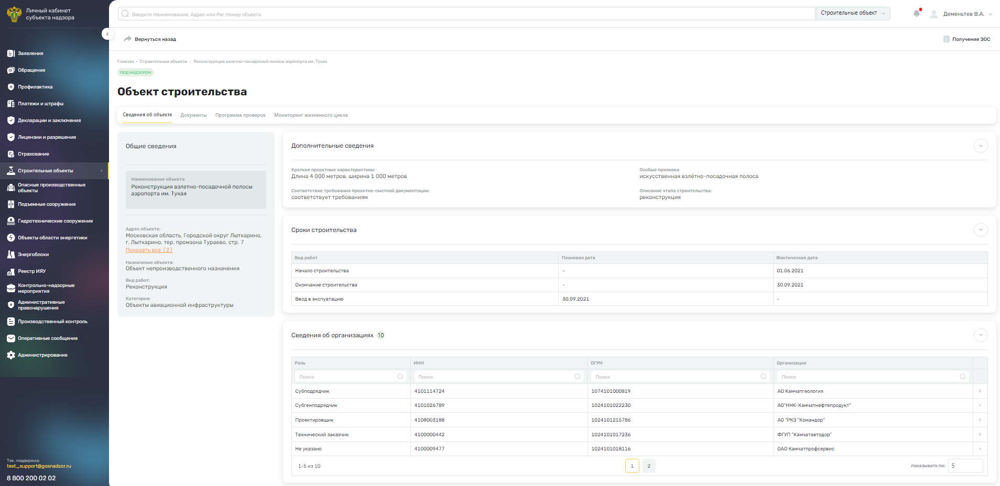 Личный кабинет
субъекта надзора
Введите Наименование, Адрес или Рег.Номер объекта
Строительные объект
Деменьтев В.А.
Вернуться назад
Получение ЗОС
Заявления
Обращения
Профилактика
Платежи и штрафы
Декларации и заключения
Лицензии и разрешения
Страхование
Строительные объекты
Опасные производственные
объекты
Подъемные сооружения
Гидротехнические сооружения
Объекты области энергетики
Энергоблоки
Реестр ИЯУ
Контрольно-надзорные
мероприятия
Административные
правонарушения
Производственный контроль
Оперативные сообщения
Администрирование
Тех. поддержка:
test_support@gosnadzor.ru
8 800 200 02 02
Главная - Строительные объекты · Реконструкция взлетно-посадочной полосы аэропорта им. Тукая
ПОД НАДЗОРОМ
Объект строительства
Сведения об объекте Документы Программа проверок Мониторинг жизненного цикла
Общие сведения
Наименование объекта:
Реконструкция взлетно-посадочной полосы
аэропорта им. Тукая
Адрес объекта:
Московская область, Городской округ Лыткарино,
г. Лыткарино, тер. промзона Тураево, стр. 7
Показать все (2)
Назначение объекта:
Объект непроизводственного назначения
Вид работ:
Реконструкция
Категория:
Объекты авиационной инфраструктуры
Дополнительные сведения
Краткие проектные характеристики:
Длина 4 000 метров, ширина 1 000 метров
Особые признаки
искусственная взлётно-посадочная полоса
Соответствие требования проектно-сметной документации:
соответствует требованиям
Описание этапа строительства:
реконструкция
Сроки строительства
Вид работ Плановая дата Фактическая дата
Начало строительства - 01.06.2021
Окончание строительства - 30.09.2021
Ввод в экспуатацию 30.09.2021 -
Сведения об организациях 10
Роль ИНН ОГРН Организация
Поиск Поиск Поиск Поиск
Субподрядчик 4101114724 1074101000819 АО Камчатгеология
Субгенподрядчик 4101026789 1024101022230 АО"ННК-Камчатнефтепродукт"
Проектировщик 4108003188 1024101215786 АО "РКЗ "Командор"
Технический заказчик 4100000442 1024101017236 ФГУП "Камчатавтодор"
Не указано 4100009477 1024101018116 ОАО Камчатпрофсервис
1-5 из 10 1 2 показывать по: 5